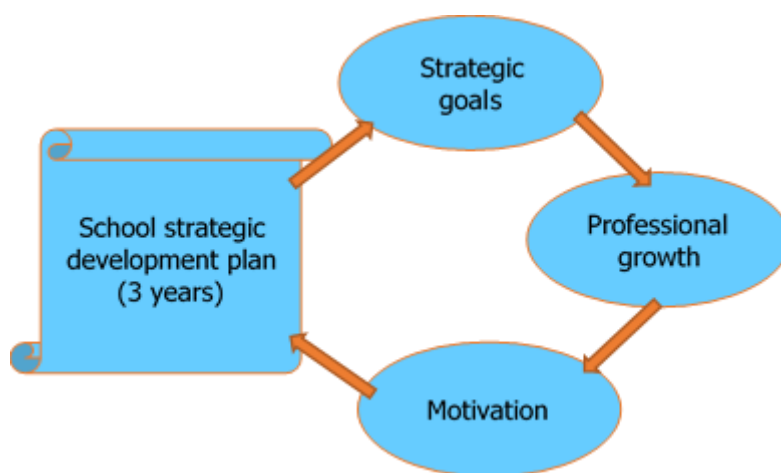 Strategic
goals
School strategic
development plan
(3 years)
Professional
growth
Motivation